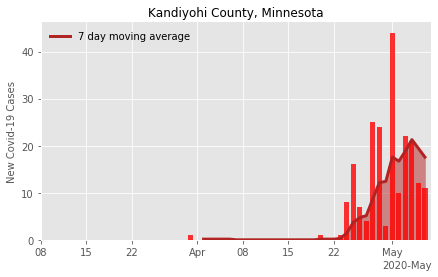 Kandiyohi County, Minnesota
7 day moving average
New Covid-19 Cases
40
30
20
10
0
08 15 22 Apr 08 15 22 May
2020-May